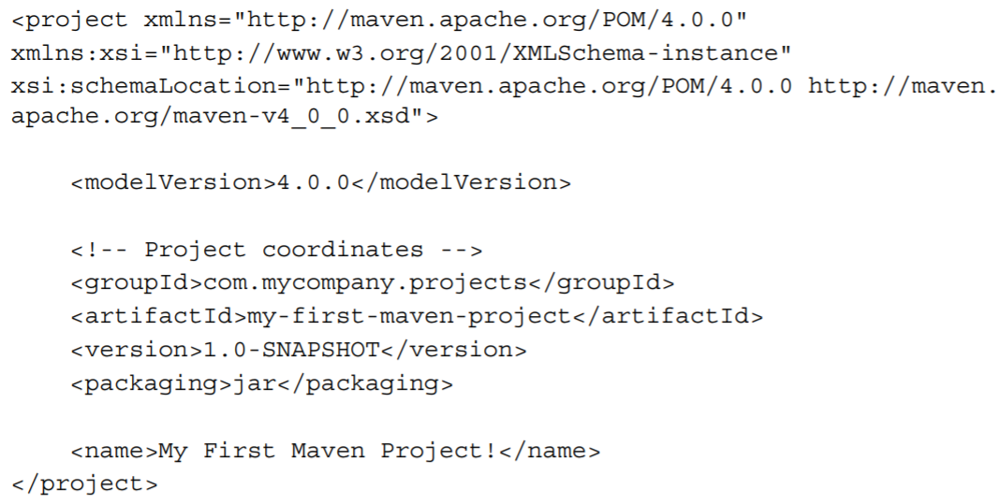 <project xmlns="http://maven.apache.org/POM/4.0.0"
xmlns:xsi="http://www.w3.org/2001/XMLSchema-instance"
xsi:schemaLocation="http://maven.apache.org/POM/4.0.0 http://maven.
apache.org/maven-v4_0_0.xsd">
<modelVersion>4.0.0</modelVersion>
<!-- Project coordinates -->
<groupId>com.mycompany.projects</groupId>
<artifactId>my-first-maven-project</artifactId>
<version>1.0-SNAPSHOT</version>
<packaging>jar</packaging>
<name>My First Maven Project!</name>
</project>